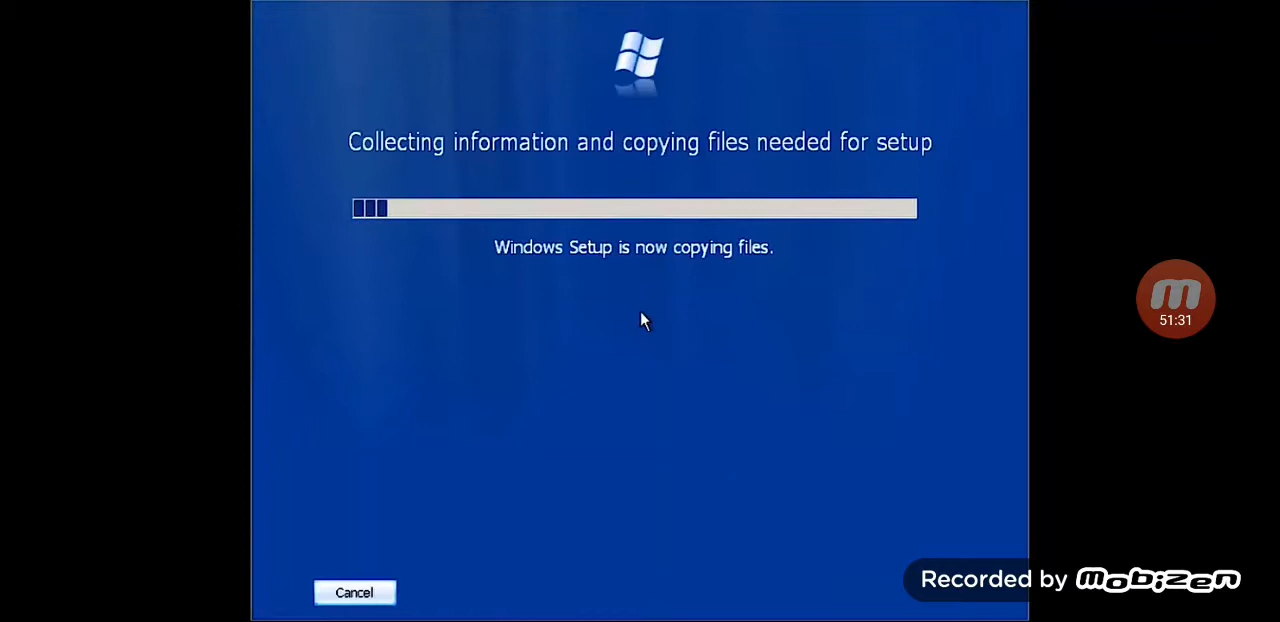 Collecting information and copying files needed for setup
Windows Setup is now copying files.
51:31
Recorded by mobizen
Cancel